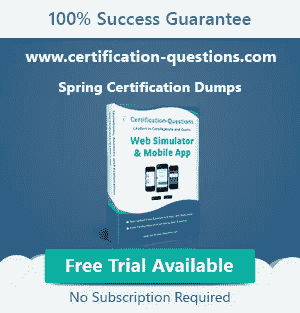 100% Success Guarantee
www.certification-questions.com
Spring Certification Dumps
Certification-Questions
Web Simulator
& Mobile App
Free Trial Available
No Subscription Required